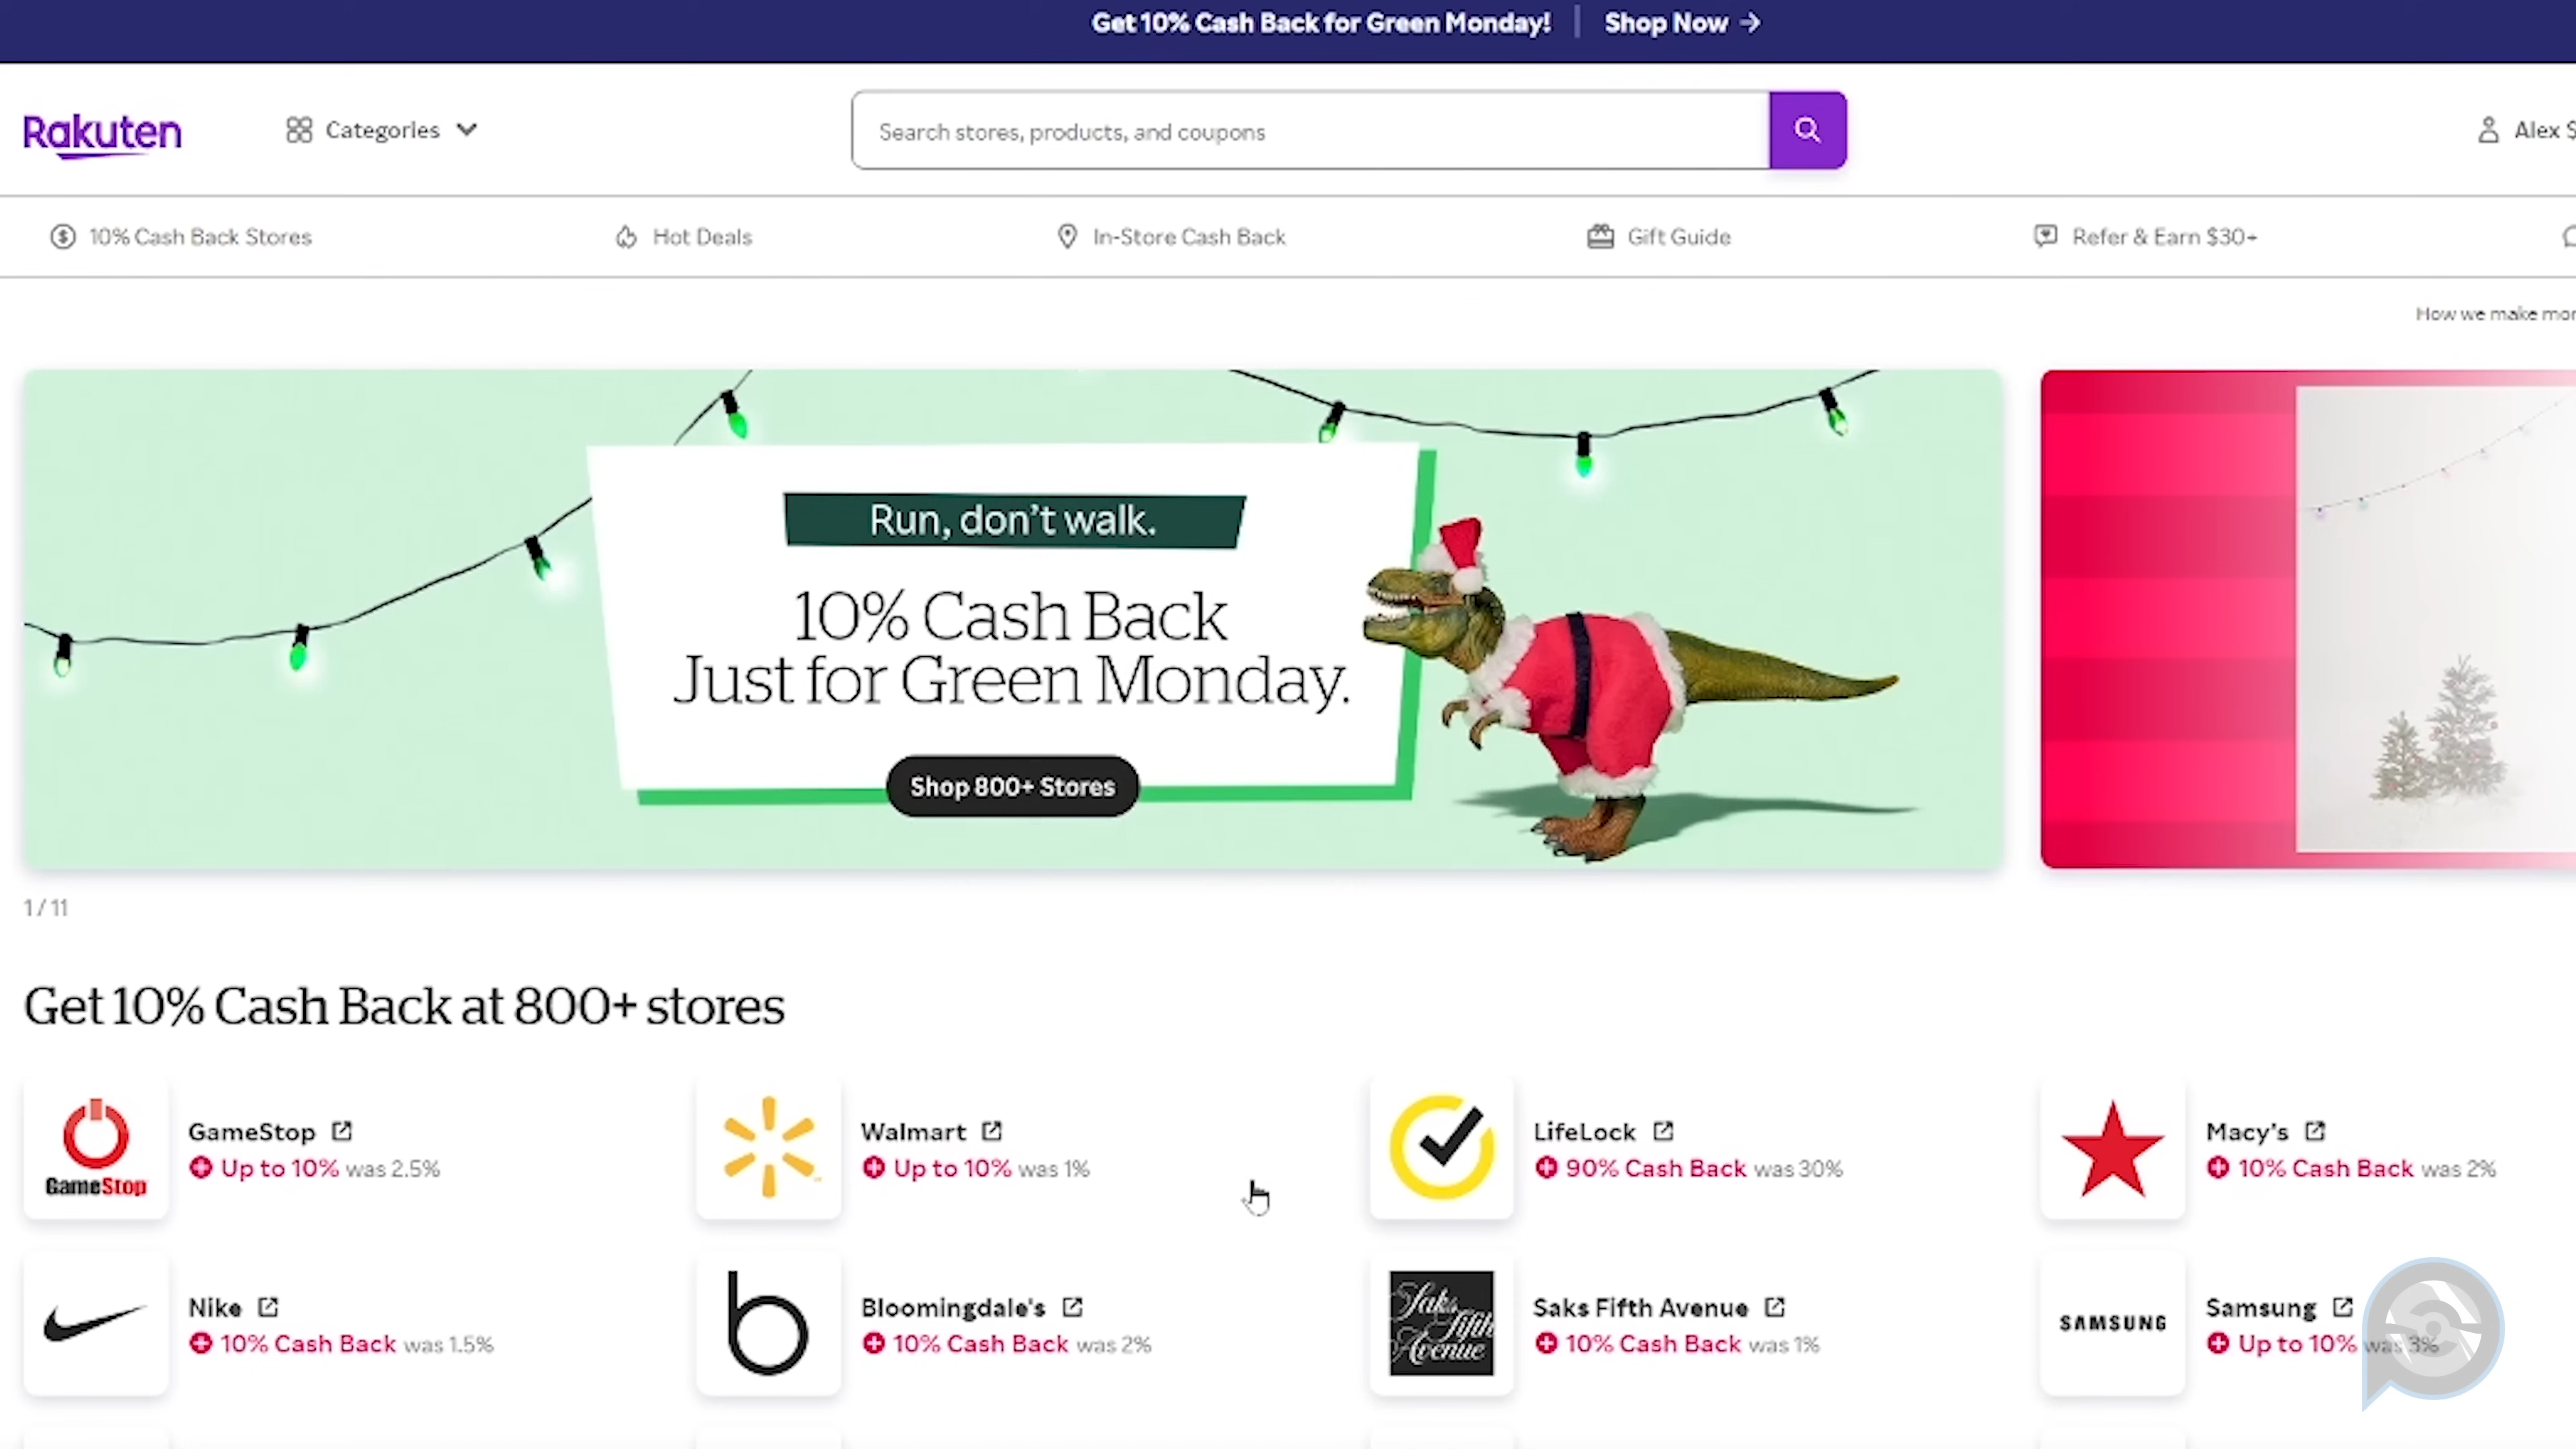 Get 10% Cash Back for Green Monday! Shop Now
Rakuten
Categories
Search stores, products, and coupons
Alex $
10% Cash Back Stores
Hot Deals
In-Store Cash Back
Gift Guide
Refer & Earn $30+
How we make
Run, don't walk.
10% Cash Back
Just for Green Monday.
Shop 800+ Stores
1 / 11
Get 10% Cash Back at 800+ stores
GameStop
GameStop
Up to 10% was 2.5%
Walmart
Up to 10% was 1%
LifeLock
90% Cash Back was 30%
Macy's
10% Cash Back was 2%
Nike
10% Cash Back was 1.5%
Bloomingdale's
10% Cash Back was 2%
Saks
Fifth
Avenue
Saks Fifth Avenue
10% Cash Back was 1%
SAMSUNG
Samsung
Up to 10% was 3%